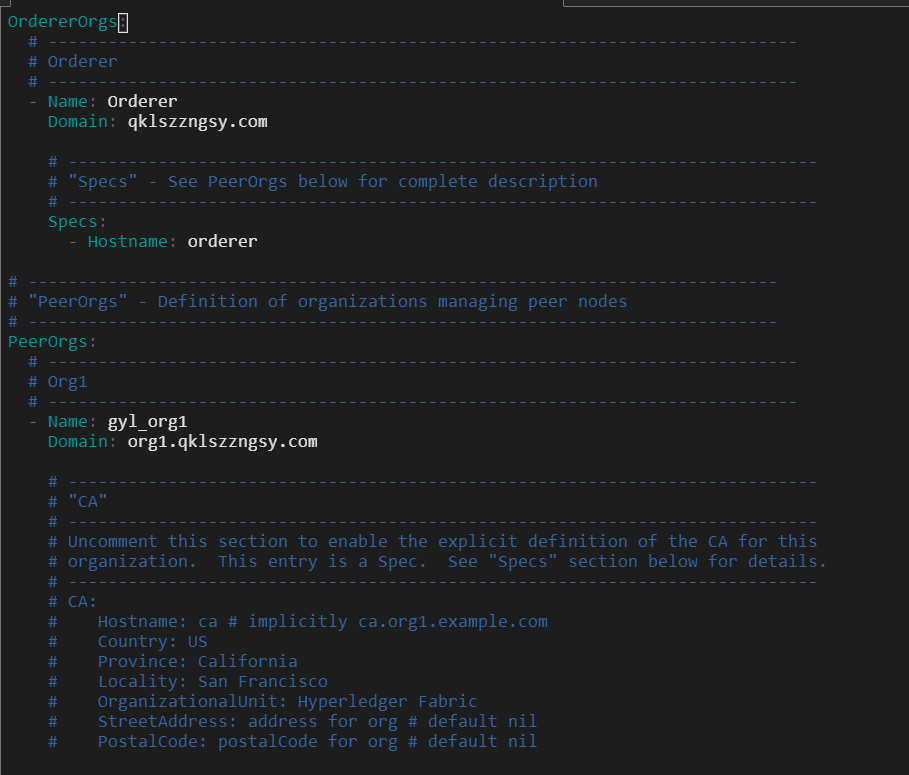 OrdererOrgs:
# ---------------------------------------------------------------------------
# Orderer
# ---------------------------------------------------------------------------
- Name: Orderer
Domain: qklszzngsy.com
# ---------------------------------------------------------------------------
# "Specs" - See PeerOrgs below for complete description
# ---------------------------------------------------------------------------
Specs:
- Hostname: orderer
# ---------------------------------------------------------------------------
# "PeerOrgs" - Definition of organizations managing peer nodes
# ---------------------------------------------------------------------------
PeerOrgs:
# ---------------------------------------------------------------------------
# Org1
# ---------------------------------------------------------------------------
- Name: gyl_org1
Domain: org1.qklszzngsy.com
# ---------------------------------------------------------------------------
# "CA"
# ---------------------------------------------------------------------------
# Uncomment this section to enable the explicit definition of the CA for this
# organization.  This entry is a Spec.  See "Specs" section below for details.
# ---------------------------------------------------------------------------
# CA:
#    Hostname: ca # implicitly ca.org1.example.com
#    Country: US
#    Province: California
#    Locality: San Francisco
#    OrganizationalUnit: Hyperledger Fabric
#    StreetAddress: address for org # default nil
#    PostalCode: postalCode for org # default nil